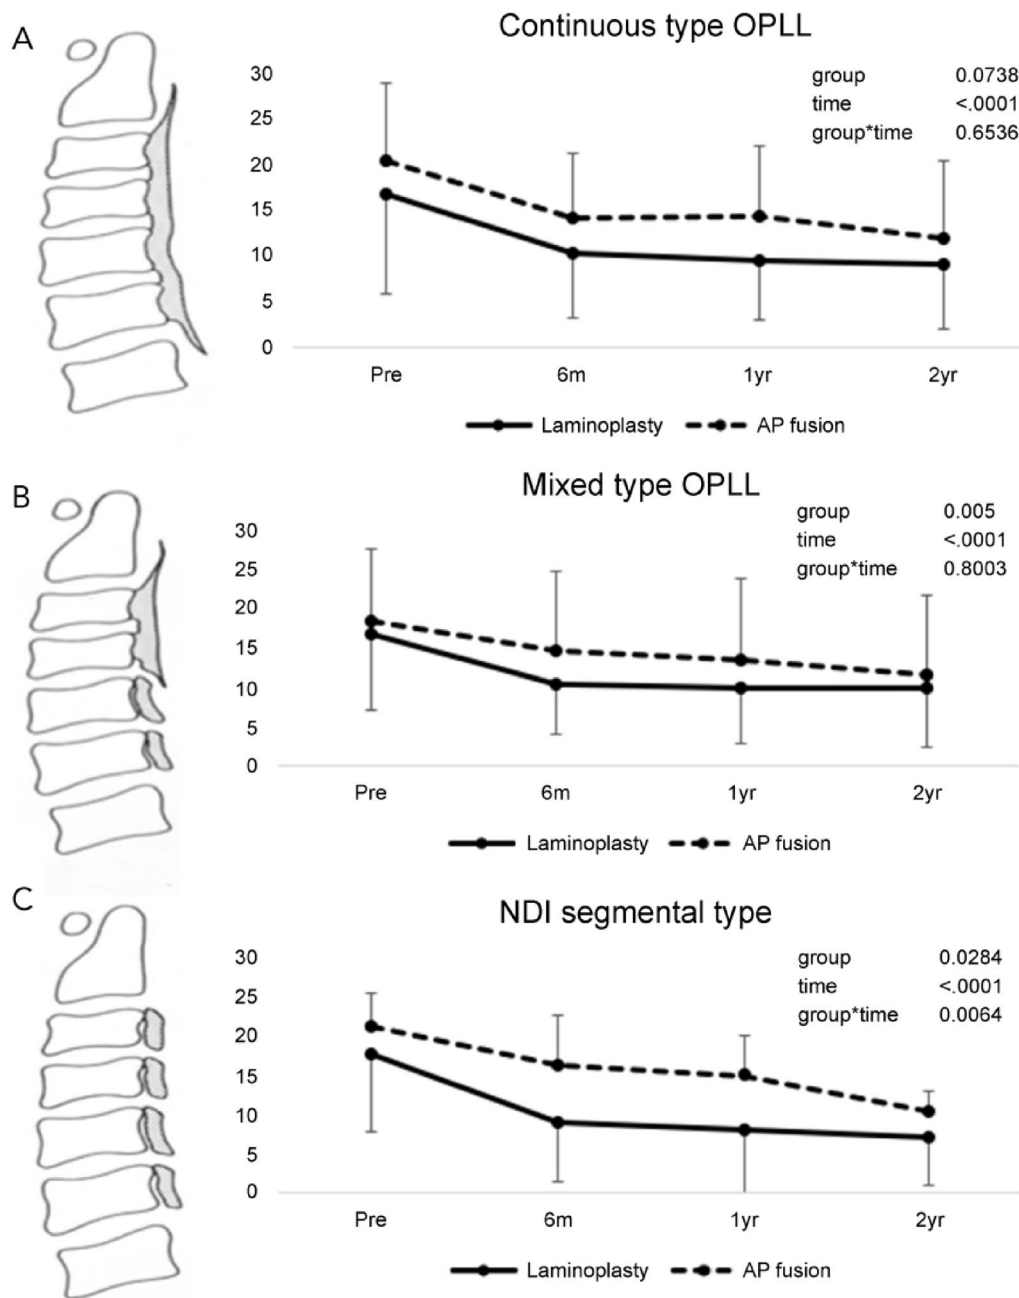 A
Continuous type OPLL
group 0.0738
time <.0001
group*time 0.6536
30
25
20
15
10
5
0
Pre 6m 1yr 2yr
Laminoplasty AP fusion
B
Mixed type OPLL
group 0.005
time <.0001
group*time 0.8003
30
25
20
15
10
5
0
Pre 6m 1yr 2yr
Laminoplasty AP fusion
C
NDI segmental type
group 0.0284
time <.0001
group*time 0.0064
30
25
20
15
10
5
0
Pre 6m 1yr 2yr
Laminoplasty AP fusion